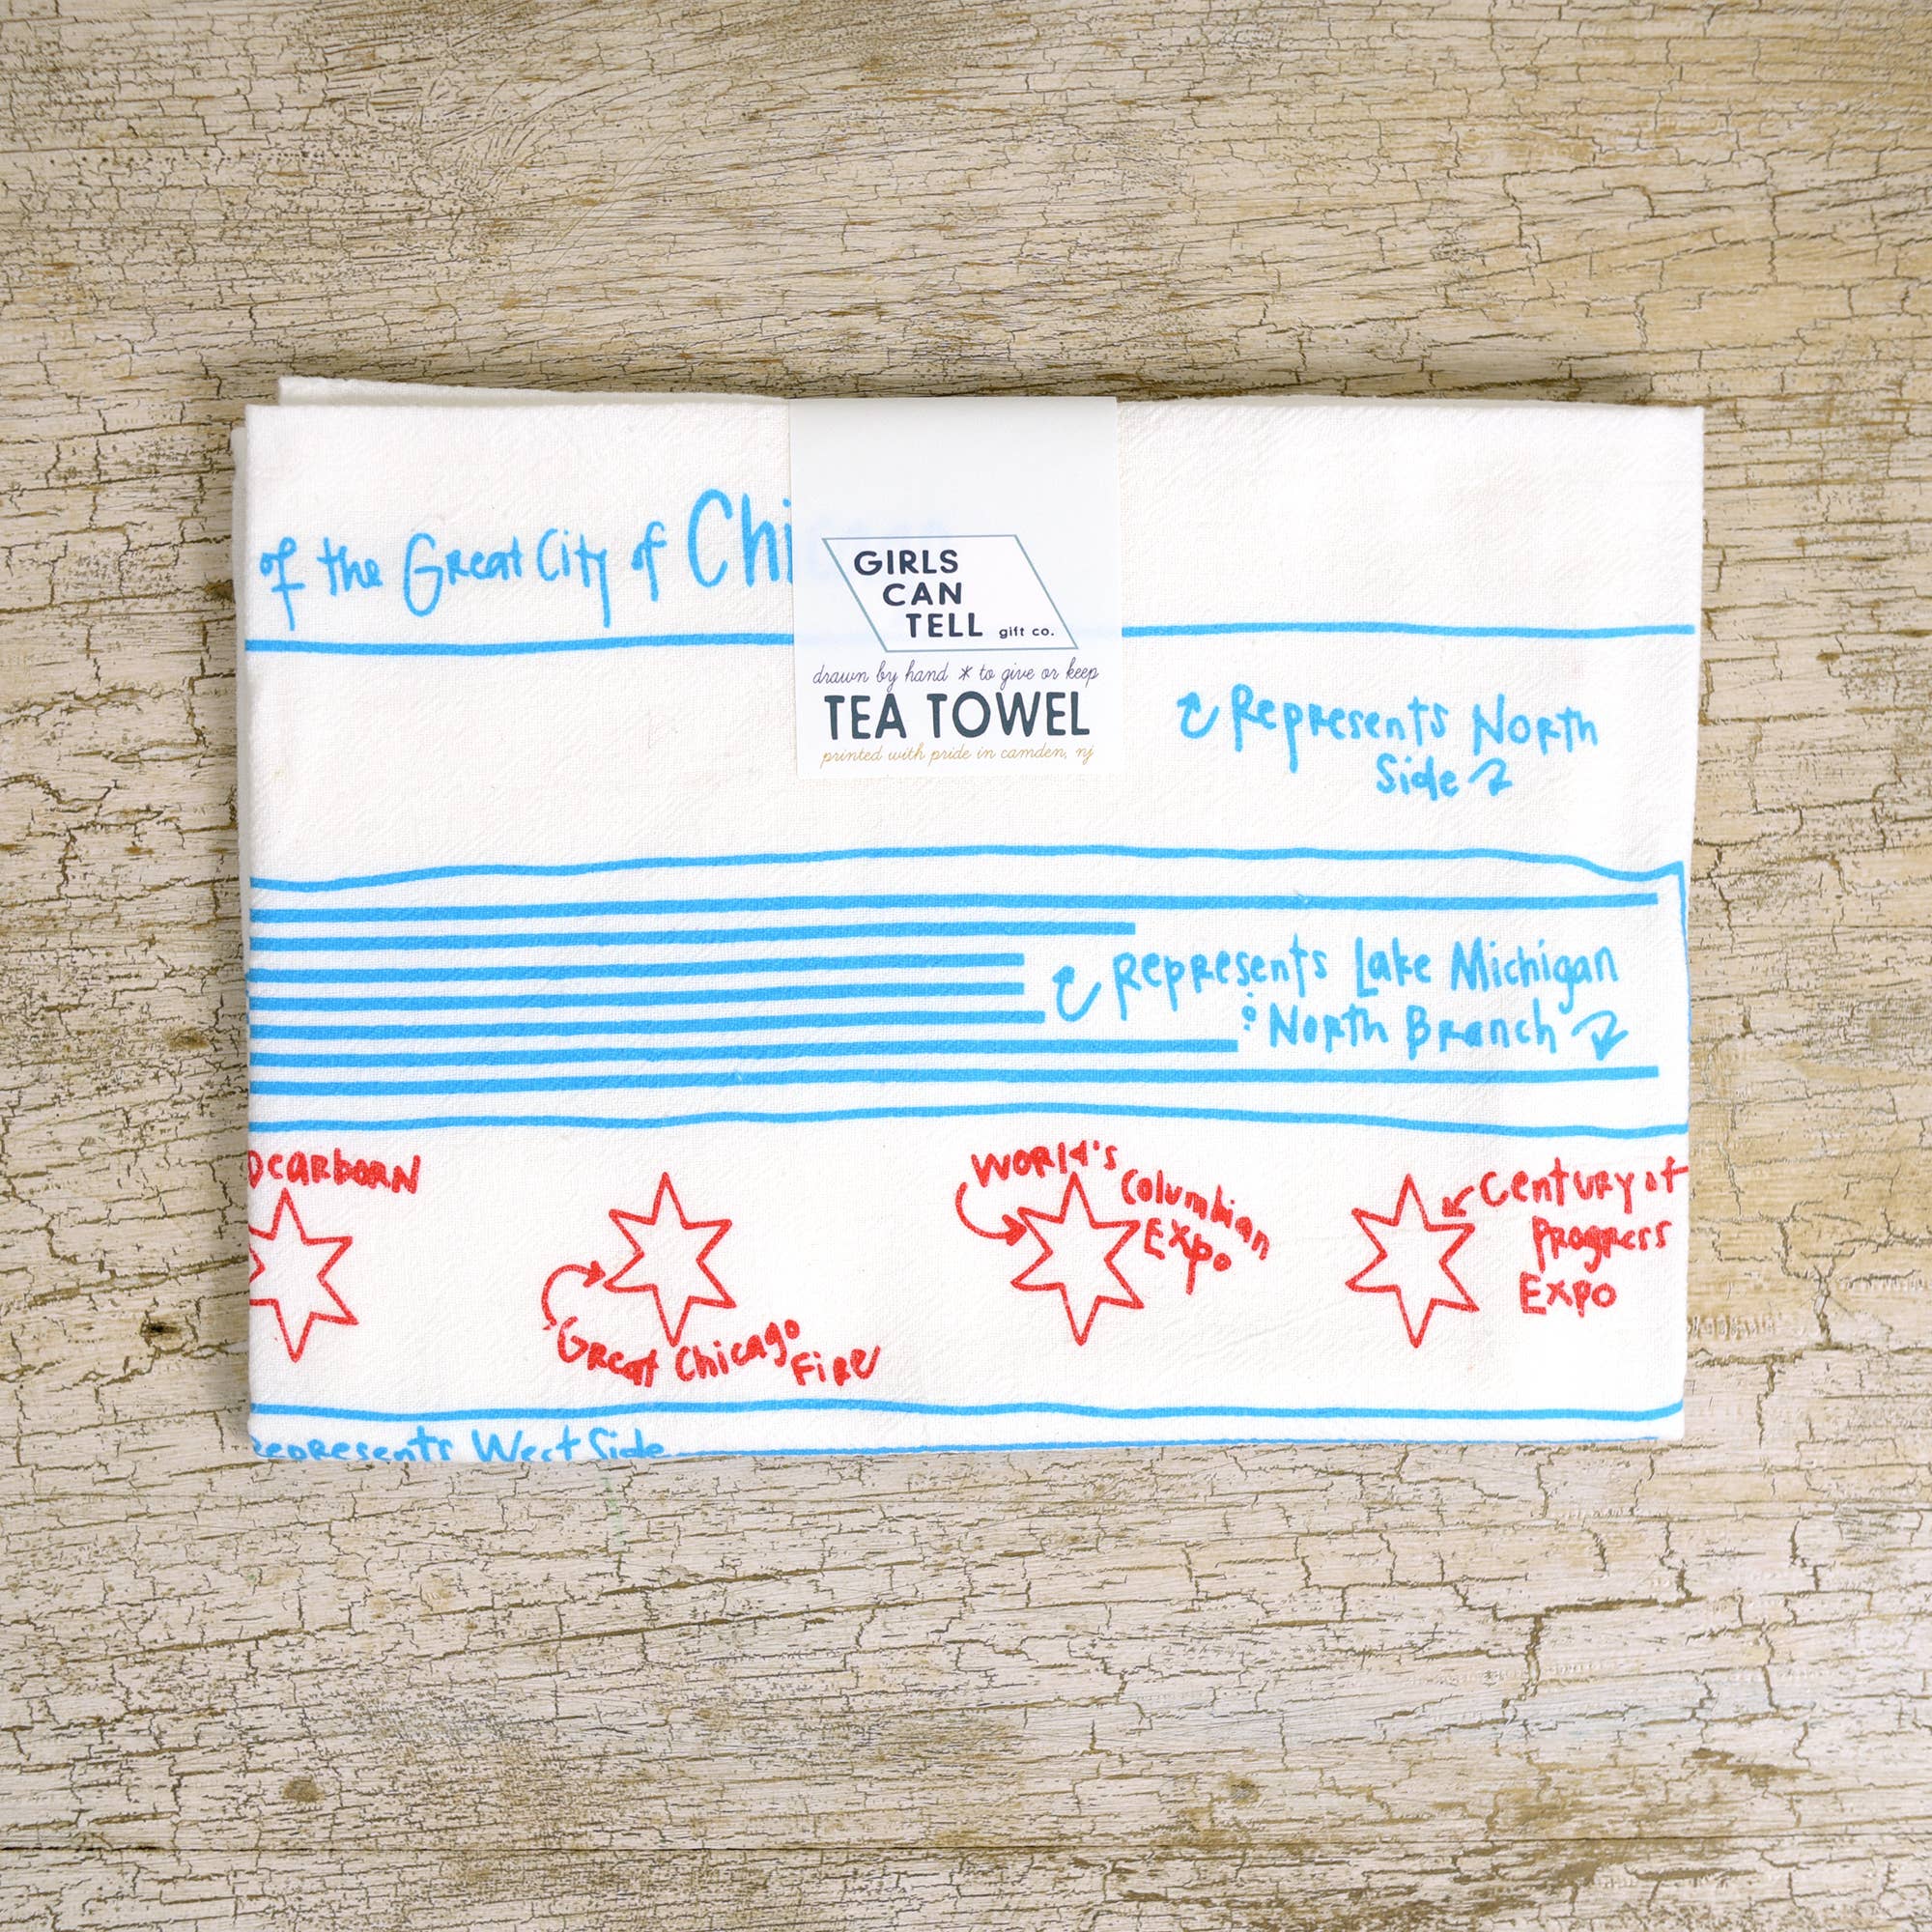 of the Great City of Chicago
GIRLS
CAN
TELL gift co.
drawn by hand * to give or keep
TEA TOWEL
printed with pride in camden, nj
Represents North
Side
Represents Lake Michigan
& North Branch
Dearborn
Great Chicago Fire
World's Columbian
Expo
Century of
Progress
Expo
Represents West Side